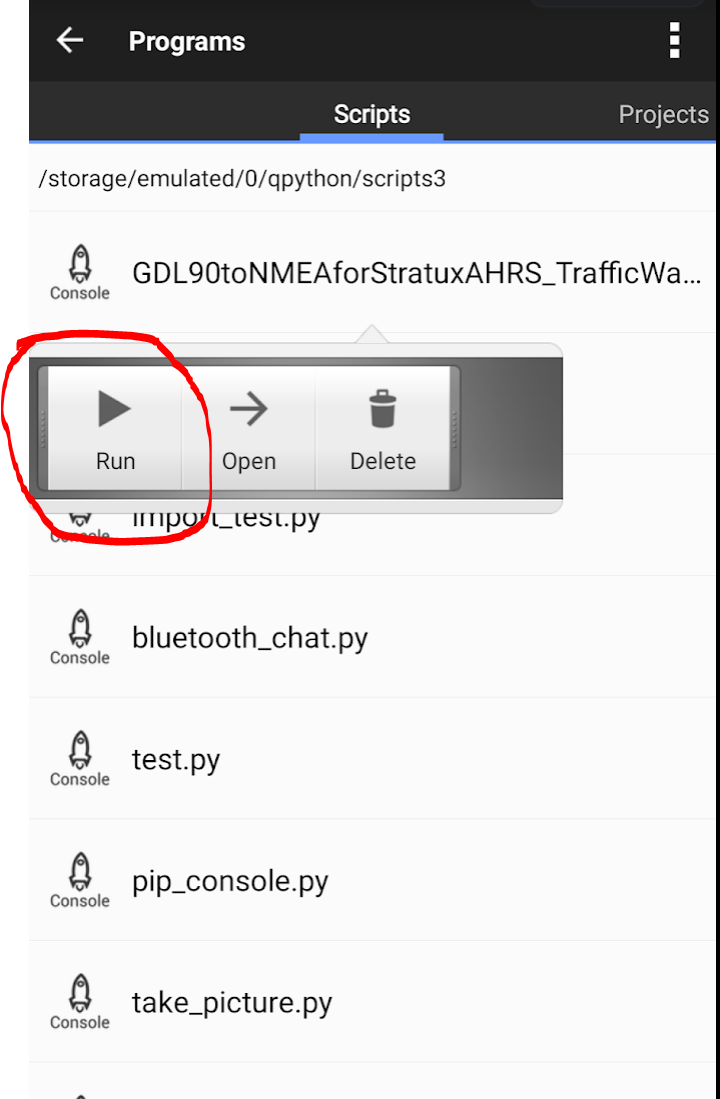 Programs
Scripts Projects
/storage/emulated/0/qpython/scripts3
Console GDL90toNMEAforStratuxAHRS_TrafficWa...
Run Open Delete
Console import_test.py
Console bluetooth_chat.py
Console test.py
Console pip_console.py
Console take_picture.py